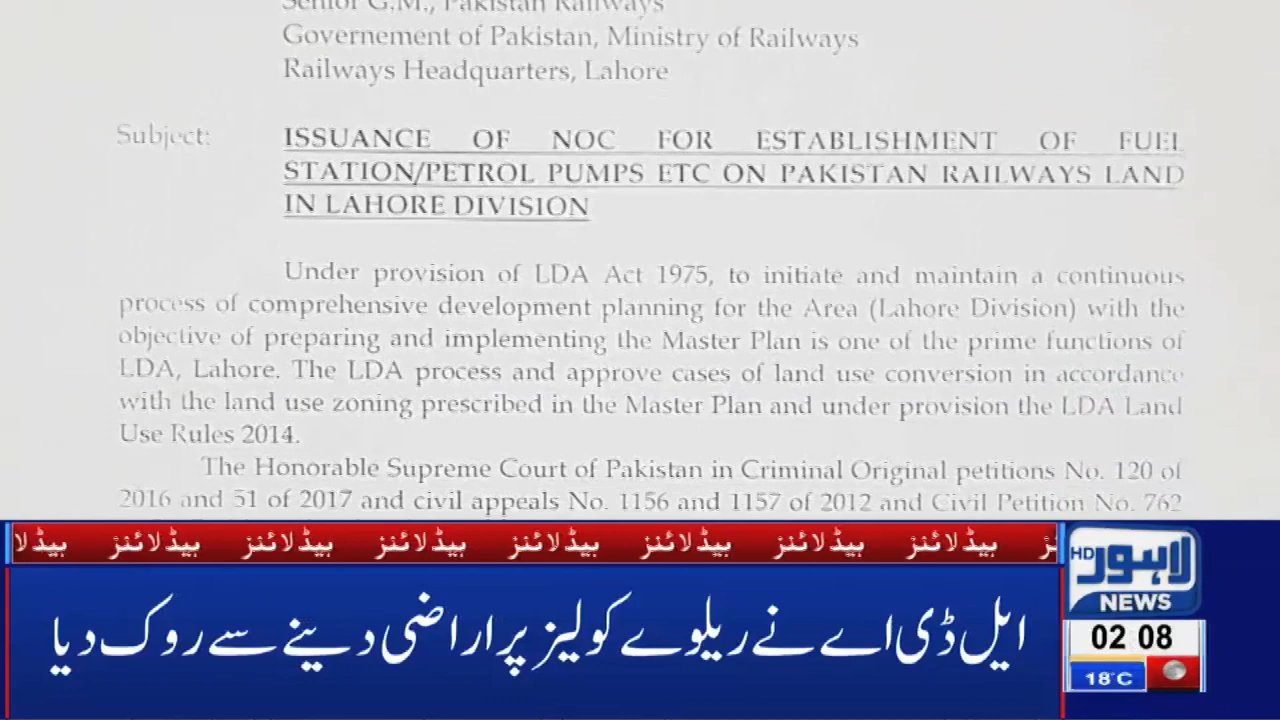 Senior G.M., Pakistan Railways
Governement of Pakistan, Ministry of Railways
Railways Headquarters, Lahore
Subject: ISSUANCE OF NOC FOR ESTABLISHMENT OF FUEL
STATION/PETROL PUMPS ETC ON PAKISTAN RAILWAYS LAND
IN LAHORE DIVISION
Under provision of LDA Act 1975, to initiate and maintain a continuous
process of comprehensive development planning for the Area (Lahore Division) with the
objective of preparing and implementing the Master Plan is one of the prime functions of
LDA, Lahore. The LDA process and approve cases of land use conversion in accordance
with the land use zoning prescribed in the Master Plan and under provision the LDA Land
Use Rules 2014.
The Honorable Supreme Court of Pakistan in Criminal Original petitions No. 120 of
2016 and 51 of 2017 and civil appeals No. 1156 and 1157 of 2012 and Civil Petition No. 762
ہیڈلائنز ہیڈلائنز ہیڈلائنز ہیڈلائنز ہیڈلائنز ہیڈلائنز ہیڈلائنز ہیڈلا
لاہور HD
NEWS
ایل ڈی اے نے ریلوے کو لیز پر اراضی دینے سے روک دیا
02 08
18°C